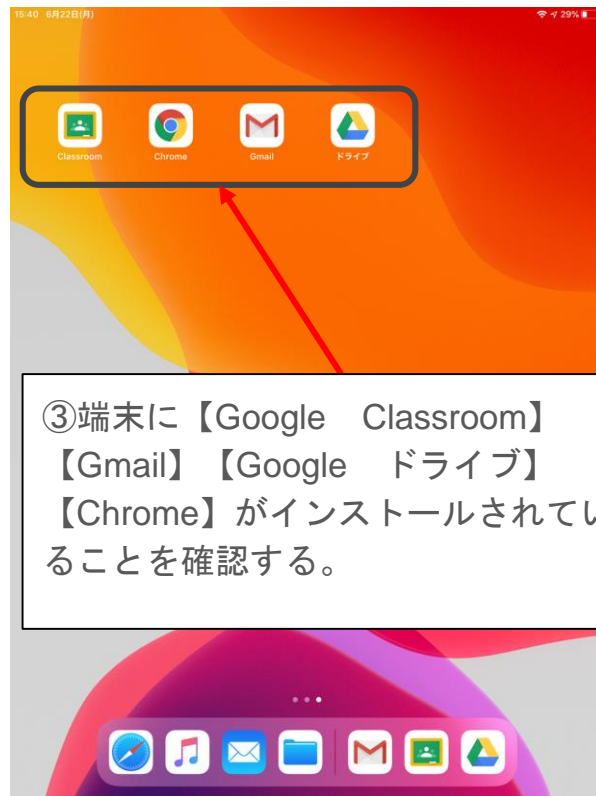 15:40 6月22日(月)
29%
Classroom
Chrome
Gmail
ドライブ
③端末に【Google　Classroom】
【Gmail】【Google　ドライブ】
【Chrome】がインストールされてい
ることを確認する。